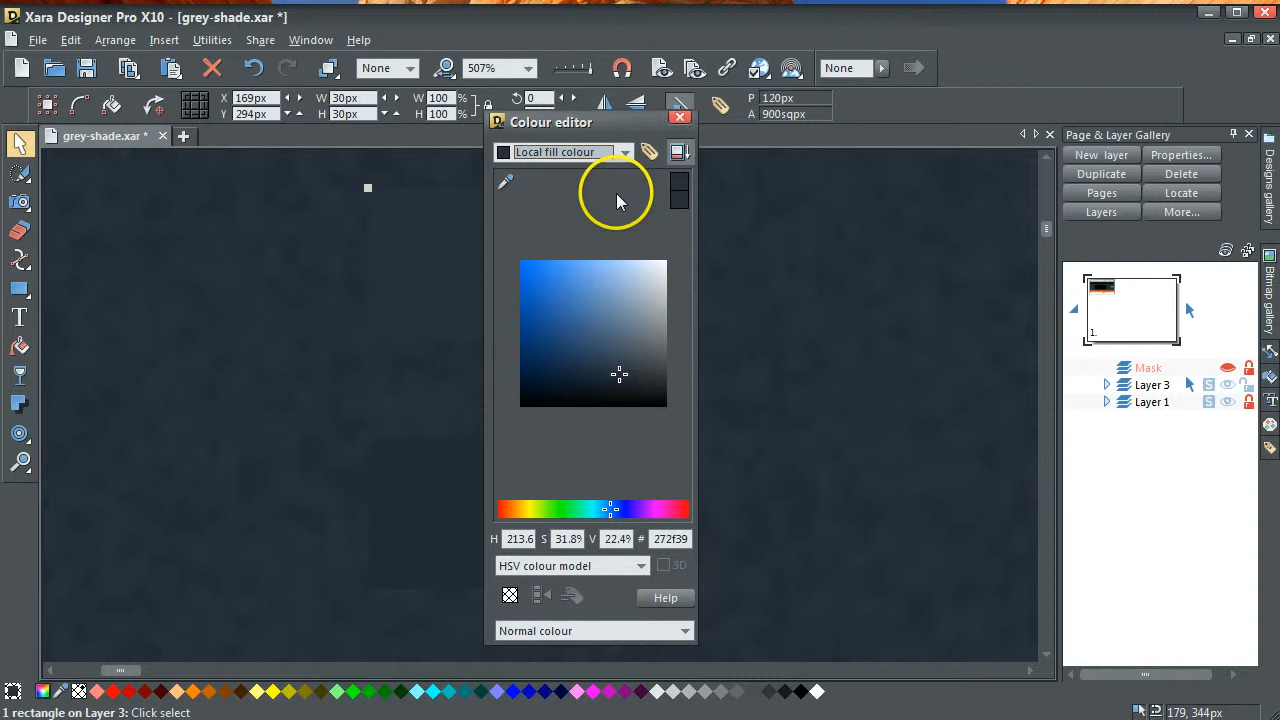 Xara Designer Pro X10 - [grey-shade.xar *]
File Edit Arrange Insert Utilities Share Window Help
None 507% None
X 169px W 30px W 100 % 0 P 120px
Y 294px H 30px H 100 % A 900sqpx
grey-shade.xar *
Colour editor
Local fill colour
H 213.6 S 31.8% V 22.4% # 272f39
HSV colour model 3D
Help
Normal colour
Page & Layer Gallery
New layer Properties...
Duplicate Delete
Pages Locate
Layers More...
1.
Mask
Layer 3 S
Layer 1 S
Designs gallery
Bitmap gallery
1 rectangle on Layer 3: Click select
179, 344px